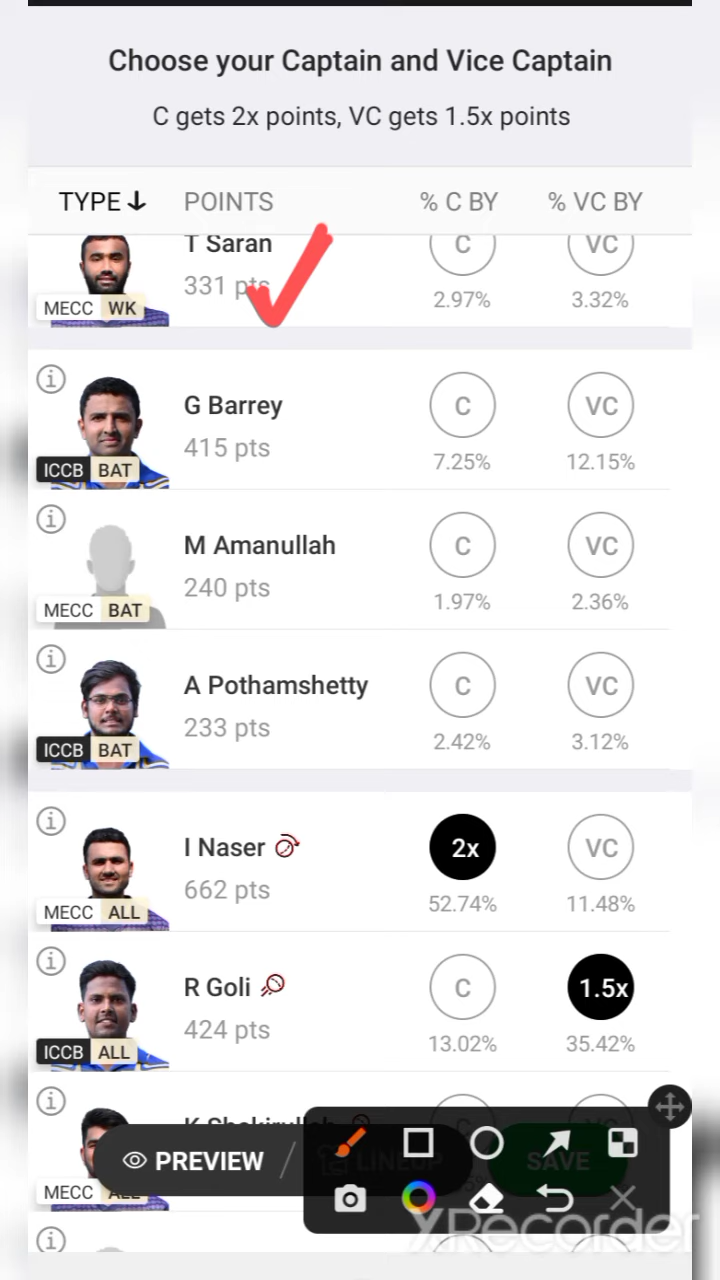 Choose your Captain and Vice Captain
C gets 2x points, VC gets 1.5x points
TYPE POINTS % C BY % VC BY
T Saran C VC
331 pts 2.97% 3.32%
MECC WK
G Barrey C VC
415 pts 7.25% 12.15%
ICCB BAT
M Amanullah C VC
240 pts 1.97% 2.36%
MECC BAT
A Pothamshetty C VC
233 pts 2.42% 3.12%
ICCB BAT
I Naser 2x VC
662 pts 52.74% 11.48%
MECC ALL
R Goli C 1.5x
424 pts 13.02% 35.42%
ICCB ALL
K Shakirullah
PREVIEW / LINEUP SAVE
MECC ALL
XRecorder